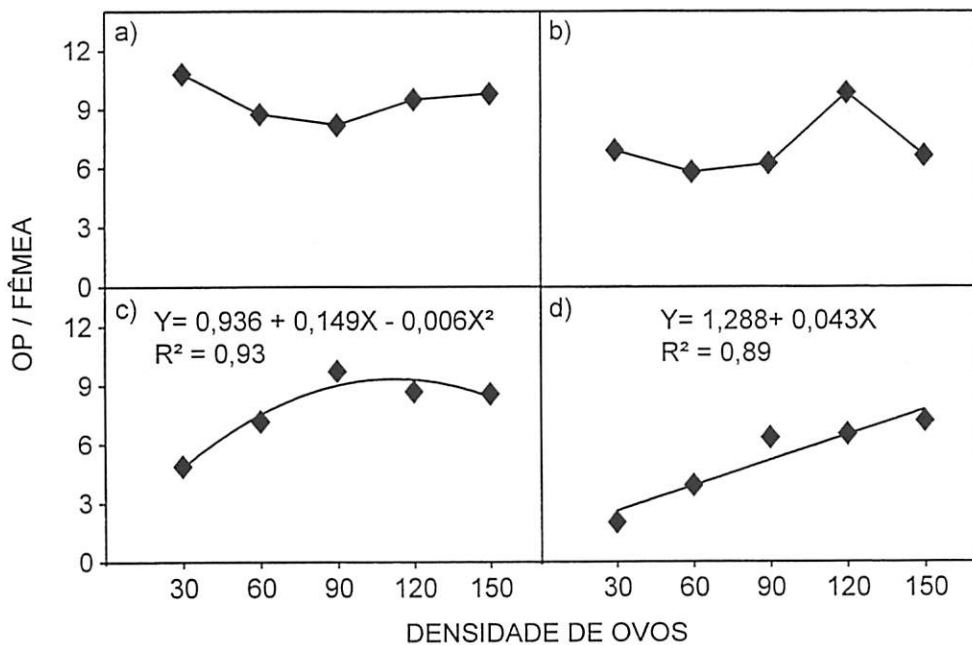 a)
b)
12
9
6
3
0
OP / FÊMEA
c)
Y= 0,936 + 0,149X - 0,006X²
R² = 0,93
d)
Y= 1,288+ 0,043X
R² = 0,89
12
9
6
3
0
30 60 90 120 150
30 60 90 120 150
DENSIDADE DE OVOS